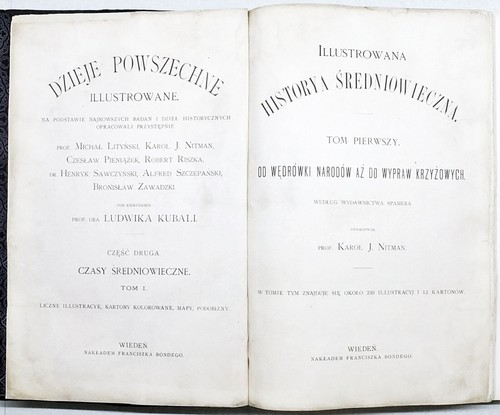 DZIEJE POWSZECHNE
ILLUSTROWANE.
NA PODSTAWIE NAJNOWSZYCH BADAŃ I DZIEŁ HISTORYCZNYCH
OPRACOWALI PRZYSTĘPNIE
PROF. MICHAŁ LITYŃSKI, KAROL J. NITMAN,
CZESŁAW PIENIĄŻEK, ROBERT RISZKA,
DR. HENRYK SAWCZYŃSKI, ALFRED SZCZEPAŃSKI,
BRONISŁAW ZAWADZKI
POD KIERUNKIEM
PROF. DRA LUDWIKA KUBALI.
CZĘŚĆ DRUGA
CZASY ŚREDNIOWIECZNE.
TOM I.
LICZNE ILLUSTRACYE, KARTONY KOLOROWANE, MAPY, PODOBIZNY.
WIEDEŃ.
NAKŁADEM FRANCISZKA BONDEGO.
ILLUSTROWANA
HISTORYA ŚREDNIOWIECZNA.
TOM PIERWSZY.
OD WĘDRÓWKI NARODÓW AŻ DO WYPRAW KRZYŻOWYCH.
WEDŁUG WYDAWNICTWA SPAMERA
OPRACOWAŁ
PROF. KAROL J. NITMAN.
W TOMIE TYM ZNAJDUJE SIĘ OKOŁO 230 ILLUSTRACYJ I 15 KARTONÓW.
WIEDEŃ.
NAKŁADEM FRANCISZKA BONDEGO.